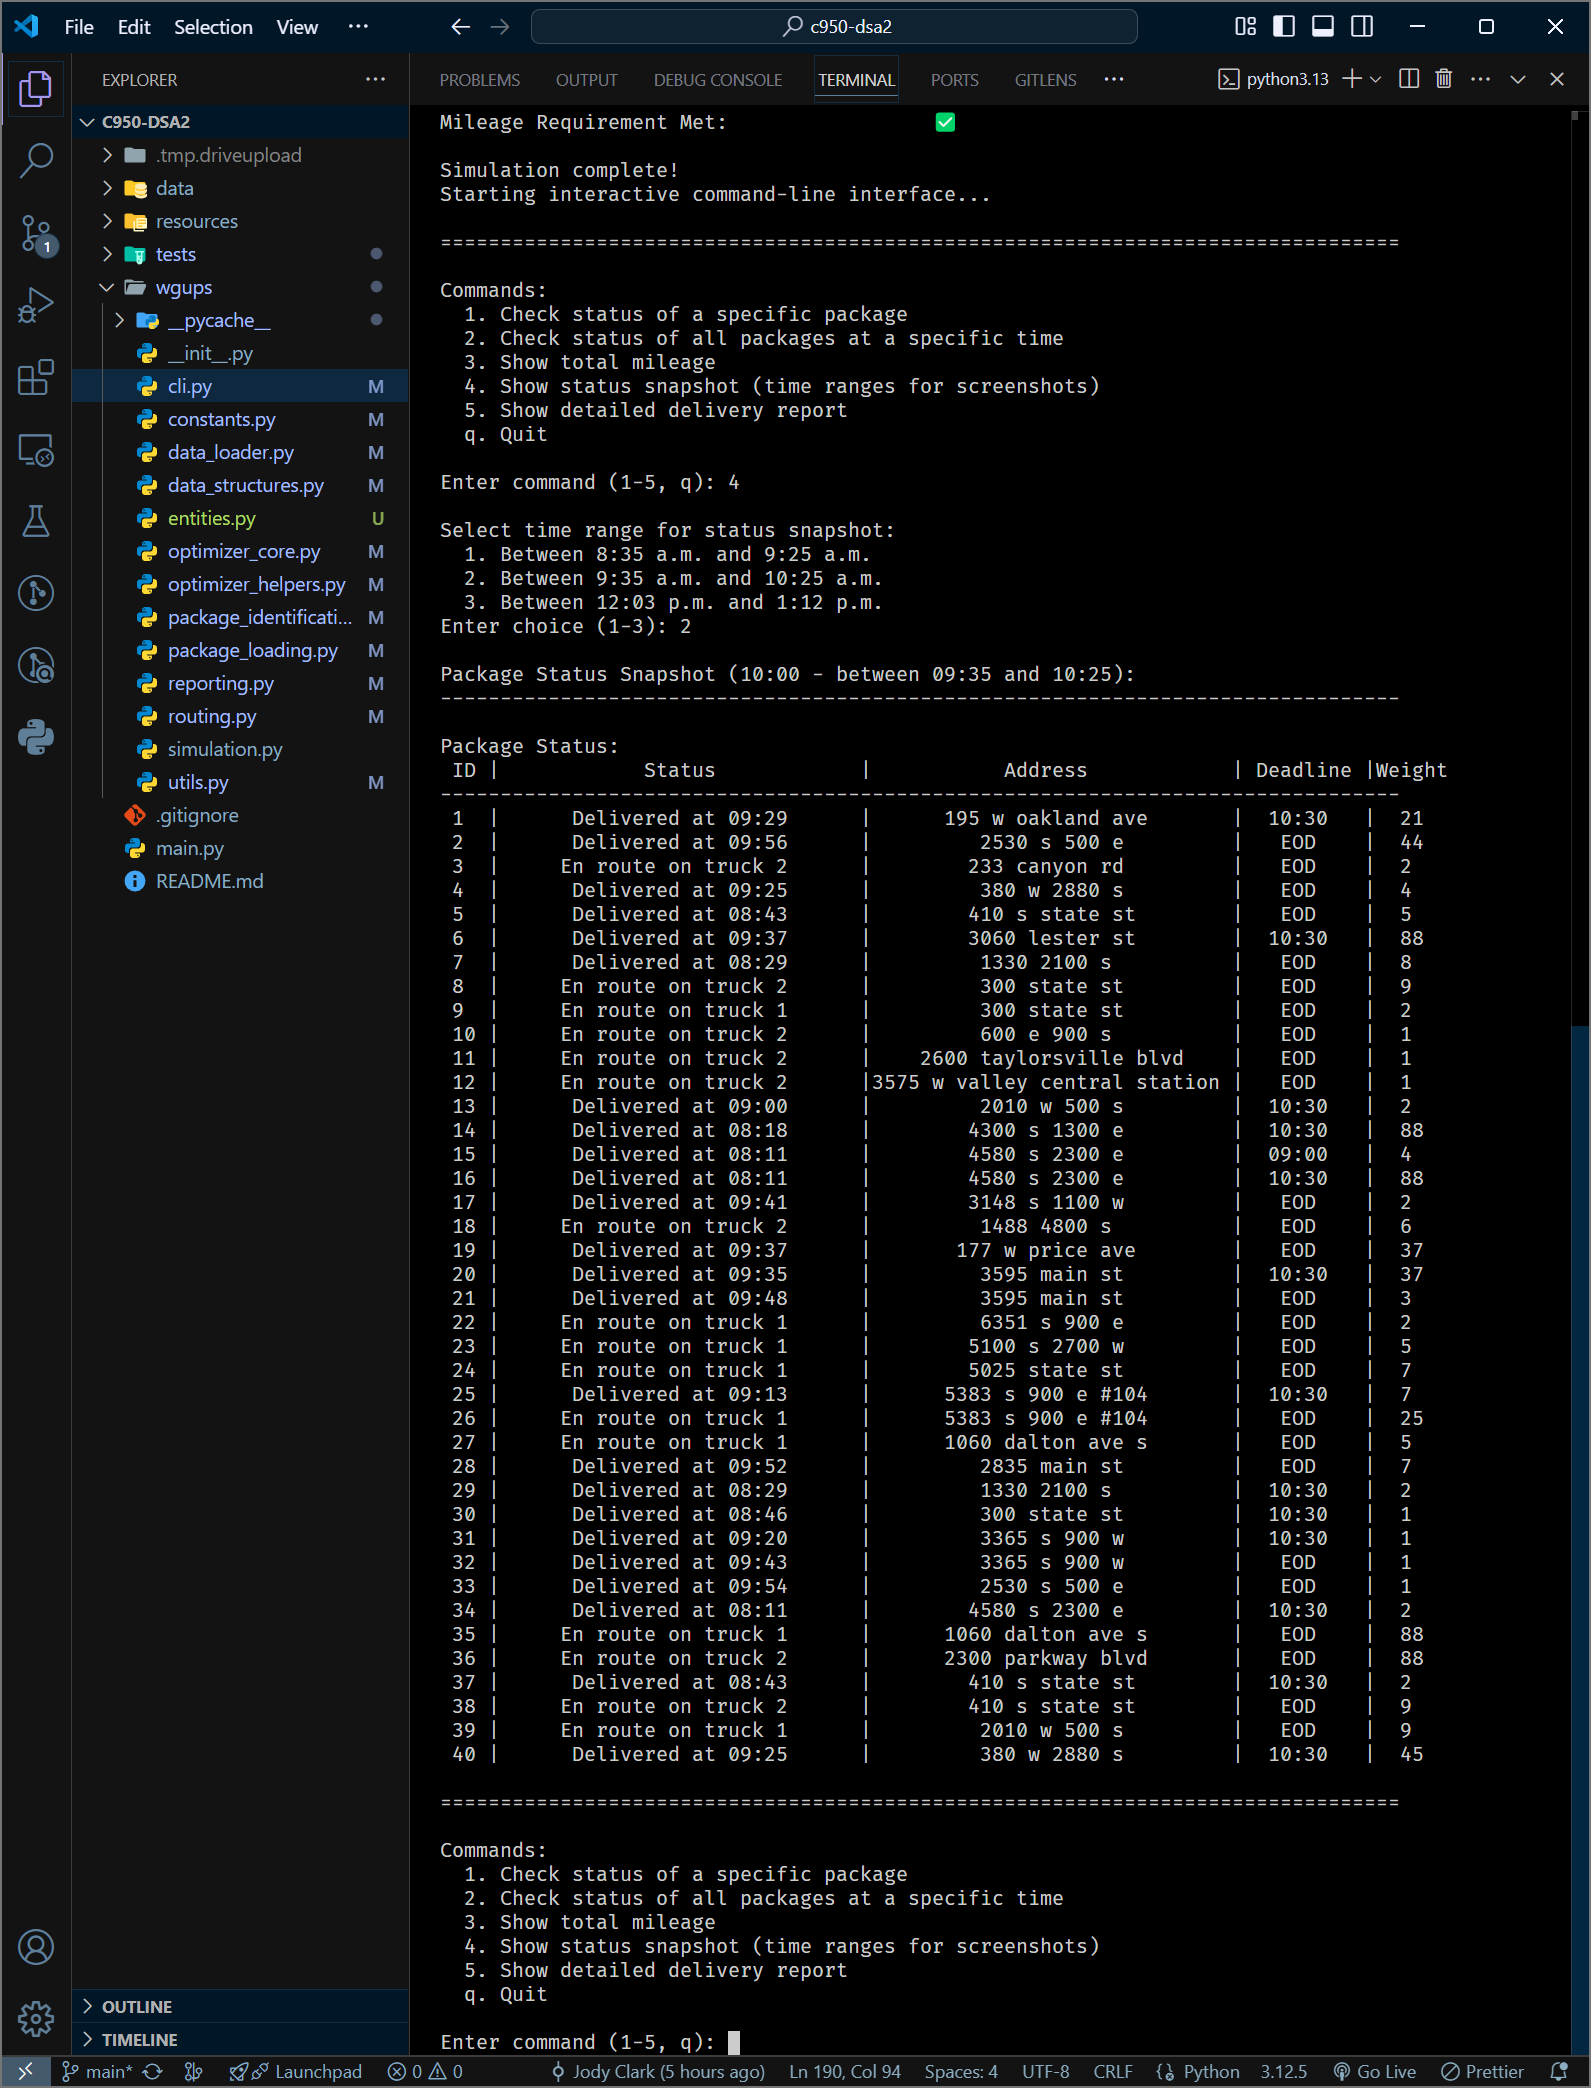 File Edit Selection View ··· c950-dsa2
EXPLORER ···
PROBLEMS OUTPUT DEBUG CONSOLE TERMINAL PORTS GITLENS ··· python3.13
C950-DSA2
.tmp.driveupload
data
resources
tests
wgups
__pycache__
__init__.py
cli.py M
constants.py M
data_loader.py M
data_structures.py M
entities.py U
optimizer_core.py M
optimizer_helpers.py M
package_identificati... M
package_loading.py M
reporting.py M
routing.py M
simulation.py
utils.py M
.gitignore
main.py
README.md
1
OUTLINE
TIMELINE
Mileage Requirement Met: ✅
Simulation complete!
Starting interactive command-line interface...
================================================================================
Commands:
1. Check status of a specific package
2. Check status of all packages at a specific time
3. Show total mileage
4. Show status snapshot (time ranges for screenshots)
5. Show detailed delivery report
q. Quit
Enter command (1-5, q): 4
Select time range for status snapshot:
1. Between 8:35 a.m. and 9:25 a.m.
2. Between 9:35 a.m. and 10:25 a.m.
3. Between 12:03 p.m. and 1:12 p.m.
Enter choice (1-3): 2
Package Status Snapshot (10:00 - between 09:35 and 10:25):
--------------------------------------------------------------------------------
Package Status:
ID | Status | Address | Deadline |Weight
--------------------------------------------------------------------------------
1 | Delivered at 09:29 | 195 w oakland ave | 10:30 | 21
2 | Delivered at 09:56 | 2530 s 500 e | EOD | 44
3 | En route on truck 2 | 233 canyon rd | EOD | 2
4 | Delivered at 09:25 | 380 w 2880 s | EOD | 4
5 | Delivered at 08:43 | 410 s state st | EOD | 5
6 | Delivered at 09:37 | 3060 lester st | 10:30 | 88
7 | Delivered at 08:29 | 1330 2100 s | EOD | 8
8 | En route on truck 2 | 300 state st | EOD | 9
9 | En route on truck 1 | 300 state st | EOD | 2
10 | En route on truck 2 | 600 e 900 s | EOD | 1
11 | En route on truck 2 | 2600 taylorsville blvd | EOD | 1
12 | En route on truck 2 |3575 w valley central station | EOD | 1
13 | Delivered at 09:00 | 2010 w 500 s | 10:30 | 2
14 | Delivered at 08:18 | 4300 s 1300 e | 10:30 | 88
15 | Delivered at 08:11 | 4580 s 2300 e | 09:00 | 4
16 | Delivered at 08:11 | 4580 s 2300 e | 10:30 | 88
17 | Delivered at 09:41 | 3148 s 1100 w | EOD | 2
18 | En route on truck 2 | 1488 4800 s | EOD | 6
19 | Delivered at 09:37 | 177 w price ave | EOD | 37
20 | Delivered at 09:35 | 3595 main st | 10:30 | 37
21 | Delivered at 09:48 | 3595 main st | EOD | 3
22 | En route on truck 1 | 6351 s 900 e | EOD | 2
23 | En route on truck 1 | 5100 s 2700 w | EOD | 5
24 | En route on truck 1 | 5025 state st | EOD | 7
25 | Delivered at 09:13 | 5383 s 900 e #104 | 10:30 | 7
26 | En route on truck 1 | 5383 s 900 e #104 | EOD | 25
27 | En route on truck 1 | 1060 dalton ave s | EOD | 5
28 | Delivered at 09:52 | 2835 main st | EOD | 7
29 | Delivered at 08:29 | 1330 2100 s | 10:30 | 2
30 | Delivered at 08:46 | 300 state st | 10:30 | 1
31 | Delivered at 09:20 | 3365 s 900 w | 10:30 | 1
32 | Delivered at 09:43 | 3365 s 900 w | EOD | 1
33 | Delivered at 09:54 | 2530 s 500 e | EOD | 1
34 | Delivered at 08:11 | 4580 s 2300 e | 10:30 | 2
35 | En route on truck 1 | 1060 dalton ave s | EOD | 88
36 | En route on truck 2 | 2300 parkway blvd | EOD | 88
37 | Delivered at 08:43 | 410 s state st | 10:30 | 2
38 | En route on truck 2 | 410 s state st | EOD | 9
39 | En route on truck 1 | 2010 w 500 s | EOD | 9
40 | Delivered at 09:25 | 380 w 2880 s | 10:30 | 45
================================================================================
Commands:
1. Check status of a specific package
2. Check status of all packages at a specific time
3. Show total mileage
4. Show status snapshot (time ranges for screenshots)
5. Show detailed delivery report
q. Quit
Enter command (1-5, q):
main* Launchpad 0 0 Jody Clark (5 hours ago) Ln 190, Col 94 Spaces: 4 UTF-8 CRLF Python 3.12.5 Go Live Prettier